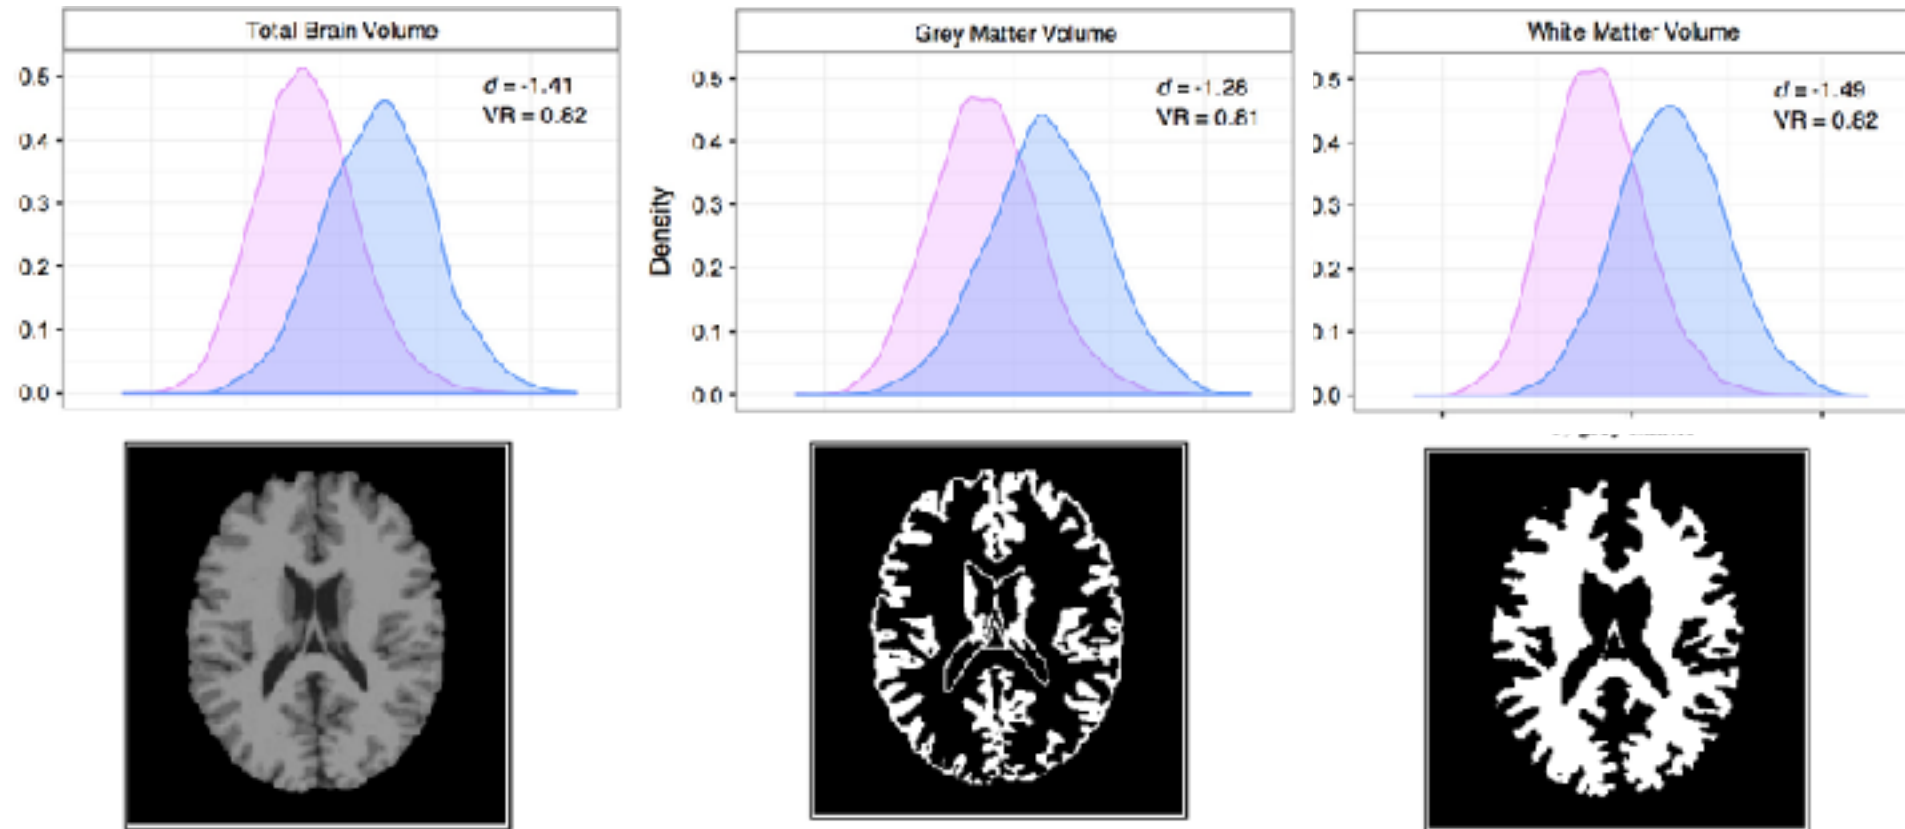 Total Brain Volume
0.5
0.4
0.3
0.2
0.1
0.0
d = -1.41
VR = 0.82
Grey Matter Volume
Density
0.5
0.4
0.3
0.2
0.1
0.0
d = -1.28
VR = 0.81
White Matter Volume
0.5
0.4
0.3
0.2
0.1
0.0
d = -1.49
VR = 0.82